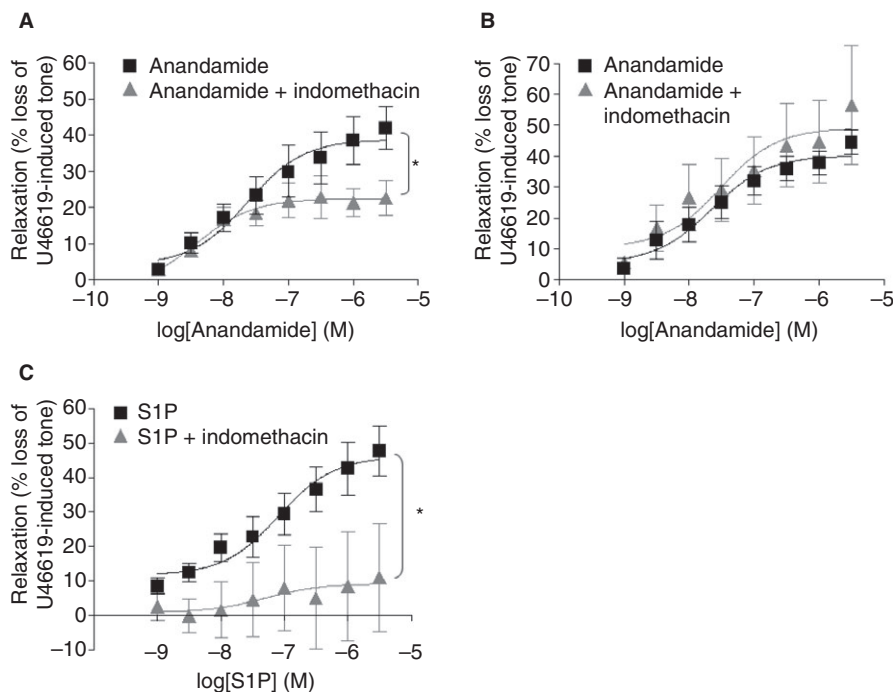 A
Relaxation (% loss of
U46619-induced tone)
60
50
40
30
20
10
0
Anandamide
Anandamide + indomethacin
*
–10
–9
–8
–7
–6
–5
log[Anandamide] (M)
B
Relaxation (% loss of
U46619-induced tone)
70
60
50
40
30
20
10
0
Anandamide
Anandamide +
indomethacin
–10
–9
–8
–7
–6
–5
log[Anandamide] (M)
C
Relaxation (% loss of
U46619-induced tone)
60
50
40
30
20
10
0
–10
S1P
S1P + indomethacin
*
–9
–8
–7
–6
–5
log[S1P] (M)